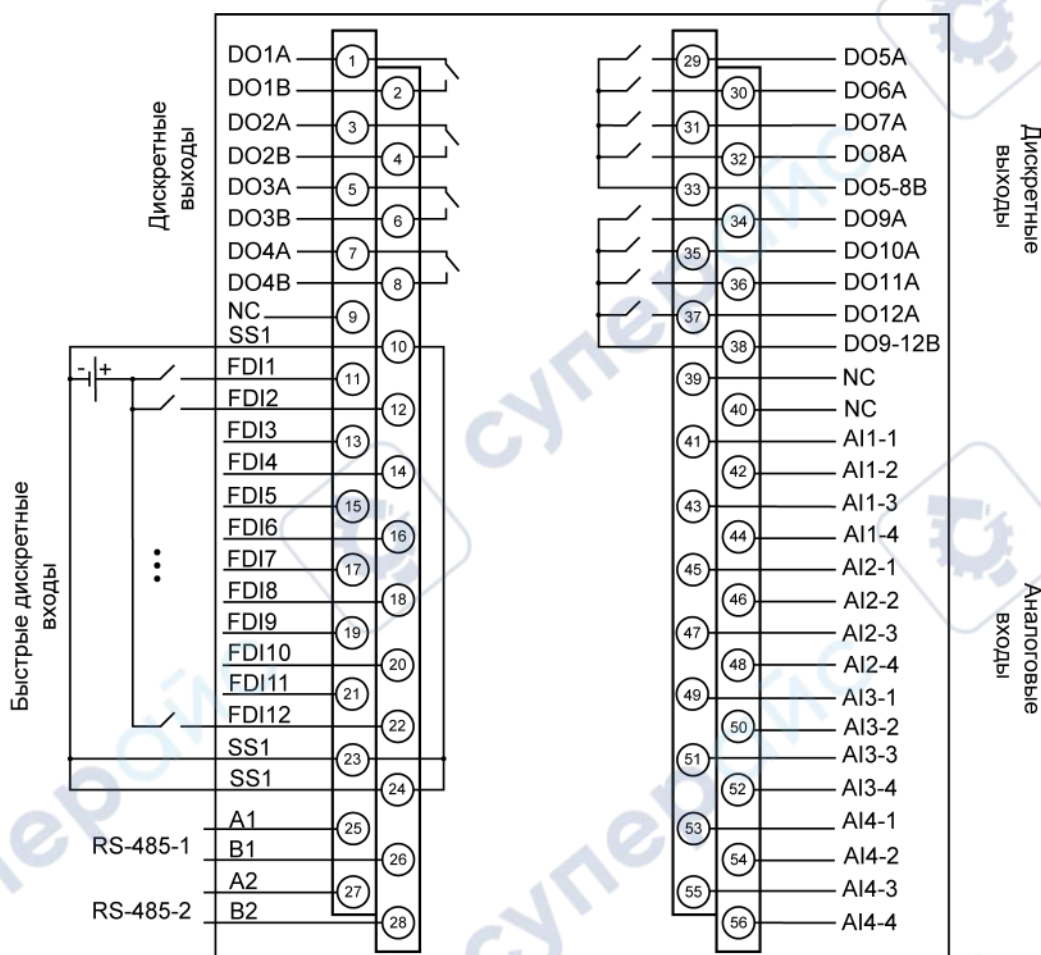 Дискретные
выходы
DO1A 1
DO1B 2
DO2A 3
DO2B 4
DO3A 5
DO3B 6
DO4A 7
DO4B 8
NC 9
SS1 10
- +
FDI1 11
FDI2 12
FDI3 13
FDI4 14
FDI5 15
FDI6 16
FDI7 17
FDI8 18
FDI9 19
FDI10 20
FDI11 21
FDI12 22
SS1 23
SS1 24
Быстрые дискретные
входы
RS-485-1
A1 25
B1 26
RS-485-2
A2 27
B2 28
29 DO5A
30 DO6A
31 DO7A
32 DO8A
33 DO5-8B
34 DO9A
35 DO10A
36 DO11A
37 DO12A
38 DO9-12B
Дискретные
выходы
39 NC
40 NC
41 AI1-1
42 AI1-2
43 AI1-3
44 AI1-4
45 AI2-1
46 AI2-2
47 AI2-3
48 AI2-4
49 AI3-1
50 AI3-2
51 AI3-3
52 AI3-4
53 AI4-1
54 AI4-2
55 AI4-3
56 AI4-4
Аналоговые
входы
суперайс